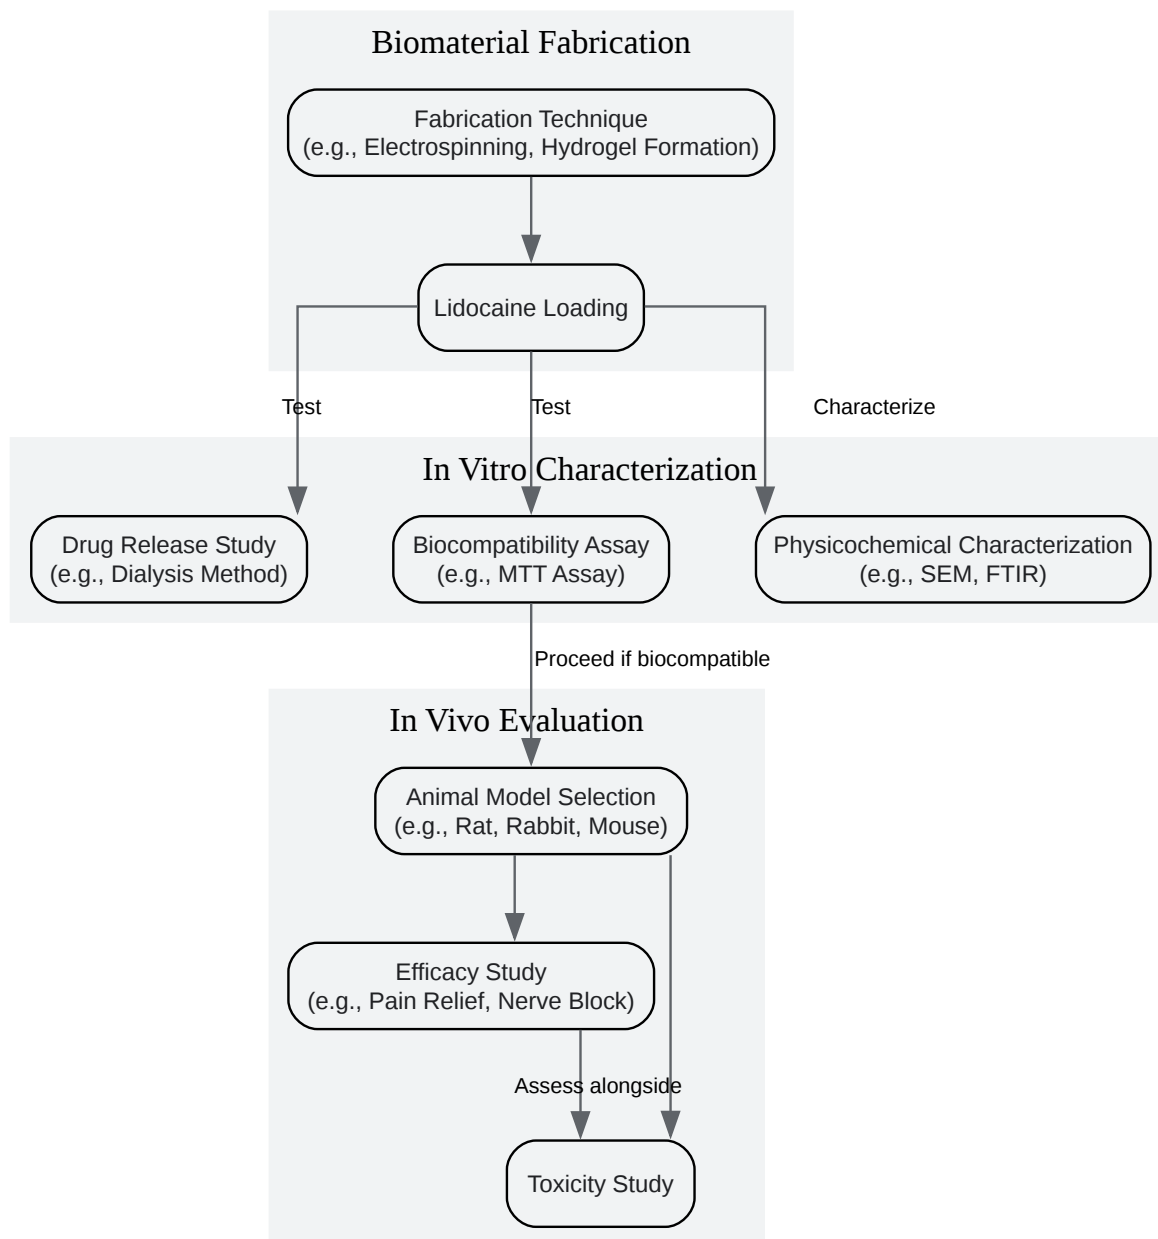 Biomaterial Fabrication
Fabrication Technique
(e.g., Electrospinning, Hydrogel Formation)
Lidocaine Loading
Test
Test
Characterize
In Vitro Characterization
Drug Release Study
(e.g., Dialysis Method)
Biocompatibility Assay
(e.g., MTT Assay)
Physicochemical Characterization
(e.g., SEM, FTIR)
Proceed if biocompatible
In Vivo Evaluation
Animal Model Selection
(e.g., Rat, Rabbit, Mouse)
Efficacy Study
(e.g., Pain Relief, Nerve Block)
Assess alongside
Toxicity Study